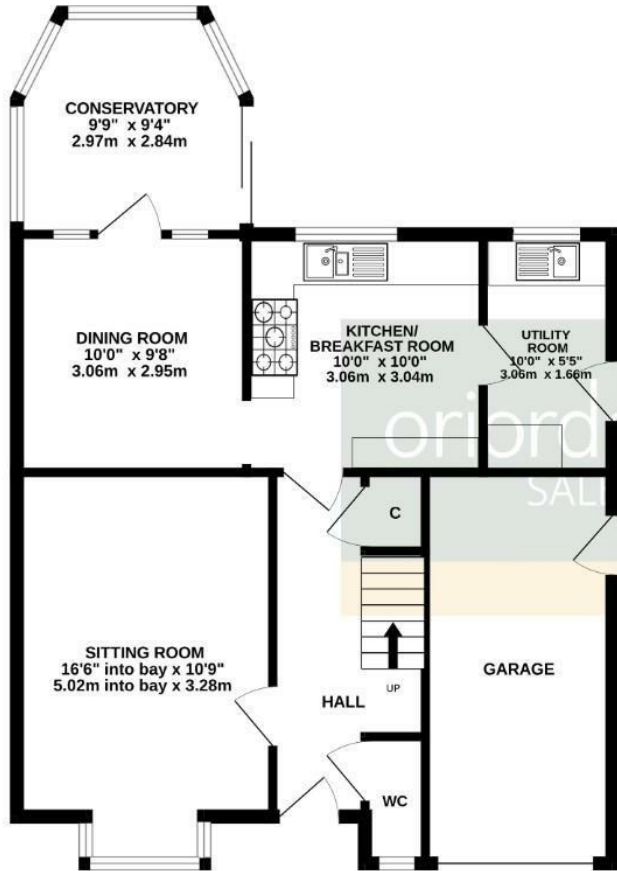 CONSERVATORY
9'9" x 9'4"
2.97m x 2.84m
DINING ROOM
10'0" x 9'8"
3.06m x 2.95m
KITCHEN/
BREAKFAST ROOM
10'0" x 10'0"
3.06m x 3.04m
UTILITY
ROOM
10'0" x 5'5"
3.06m x 1.66m
C
SITTING ROOM
16'6" into bay x 10'9"
5.02m into bay x 3.28m
UP
HALL
GARAGE
WC